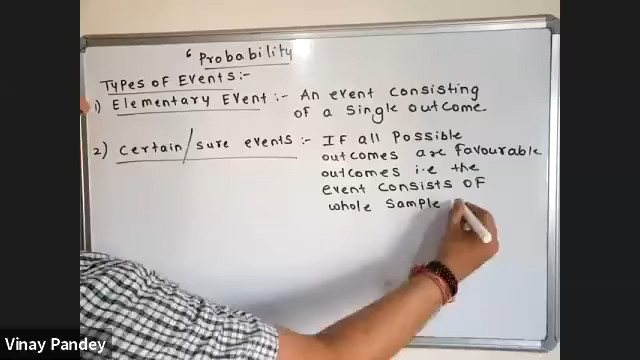 Probability
Types of Events:-
1) Elementary Event :- An event consisting
of a single outcome
2) Certain/sure events :- If all possible
outcomes are favourable
outcomes i.e the
event consists of
whole sample
Vinay Pandey